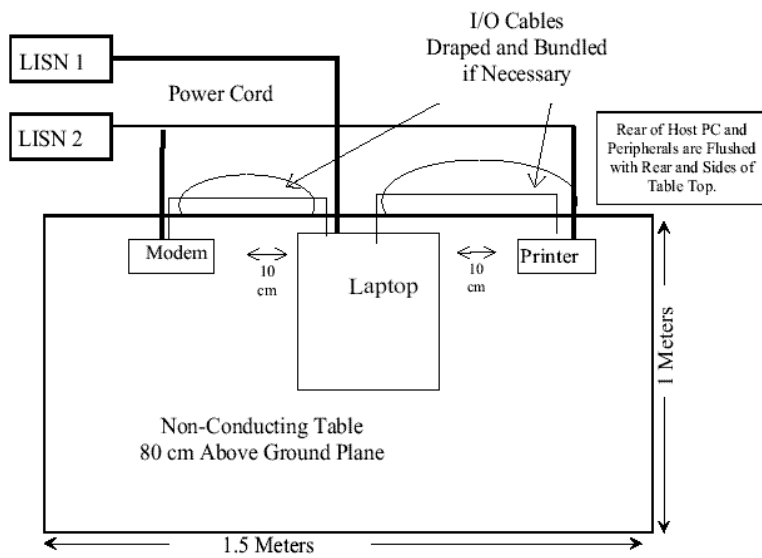 I/O Cables
Draped and Bundled
if Necessary
LISN 1
Power Cord
LISN 2
Rear of Host PC and
Peripherals are Flushed
with Rear and Sides of
Table Top.
Modem
10
cm
Laptop
10
cm
Printer
1 Meters
Non-Conducting Table
80 cm Above Ground Plane
1.5 Meters